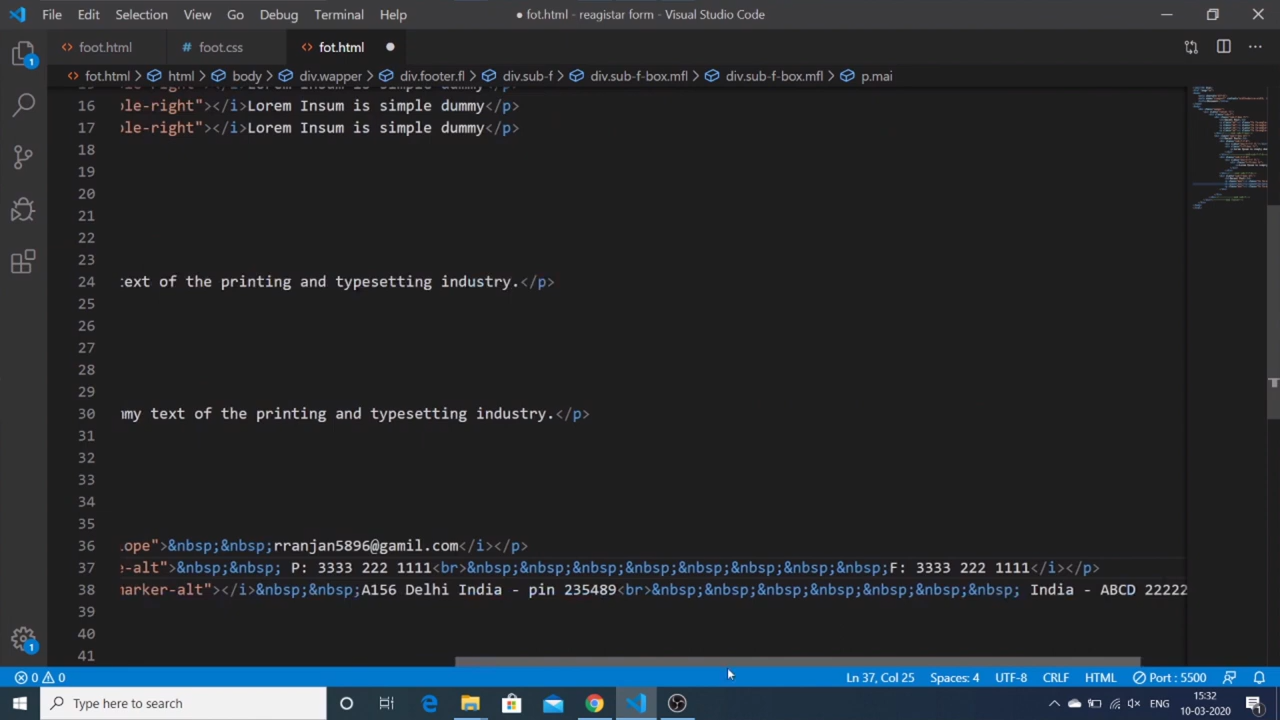 File Edit Selection View Go Debug Terminal Help ● fot.html - reagistar form - Visual Studio Code
foot.html foot.css fot.html
fot.html > html > body > div.wapper > div.footer.fl > div.sub-f > div.sub-f-box.mfl > div.sub-f-box.mfl > p.mai
16 ole-right"></i>Lorem Insum is simple dummy</p>
17 ole-right"></i>Lorem Insum is simple dummy</p>
18
19
20
21
22
23
24 text of the printing and typesetting industry.</p>
25
26
27
28
29
30 mmy text of the printing and typesetting industry.</p>
31
32
33
34
35
36 lope">&nbsp;&nbsp;rranjan5896@gamil.com</i></p>
37 e-alt">&nbsp;&nbsp; P: 3333 222 1111<br>&nbsp;&nbsp;&nbsp;&nbsp;&nbsp;&nbsp;&nbsp;&nbsp;F: 3333 222 1111</i></p>
38 marker-alt"></i>&nbsp;&nbsp;A156 Delhi India - pin 235489<br>&nbsp;&nbsp;&nbsp;&nbsp;&nbsp;&nbsp;&nbsp; India - ABCD 22222
39
40
41
0 0 Ln 37, Col 25 Spaces: 4 UTF-8 CRLF HTML Port : 5500
Type here to search ENG 15:32
10-03-2020